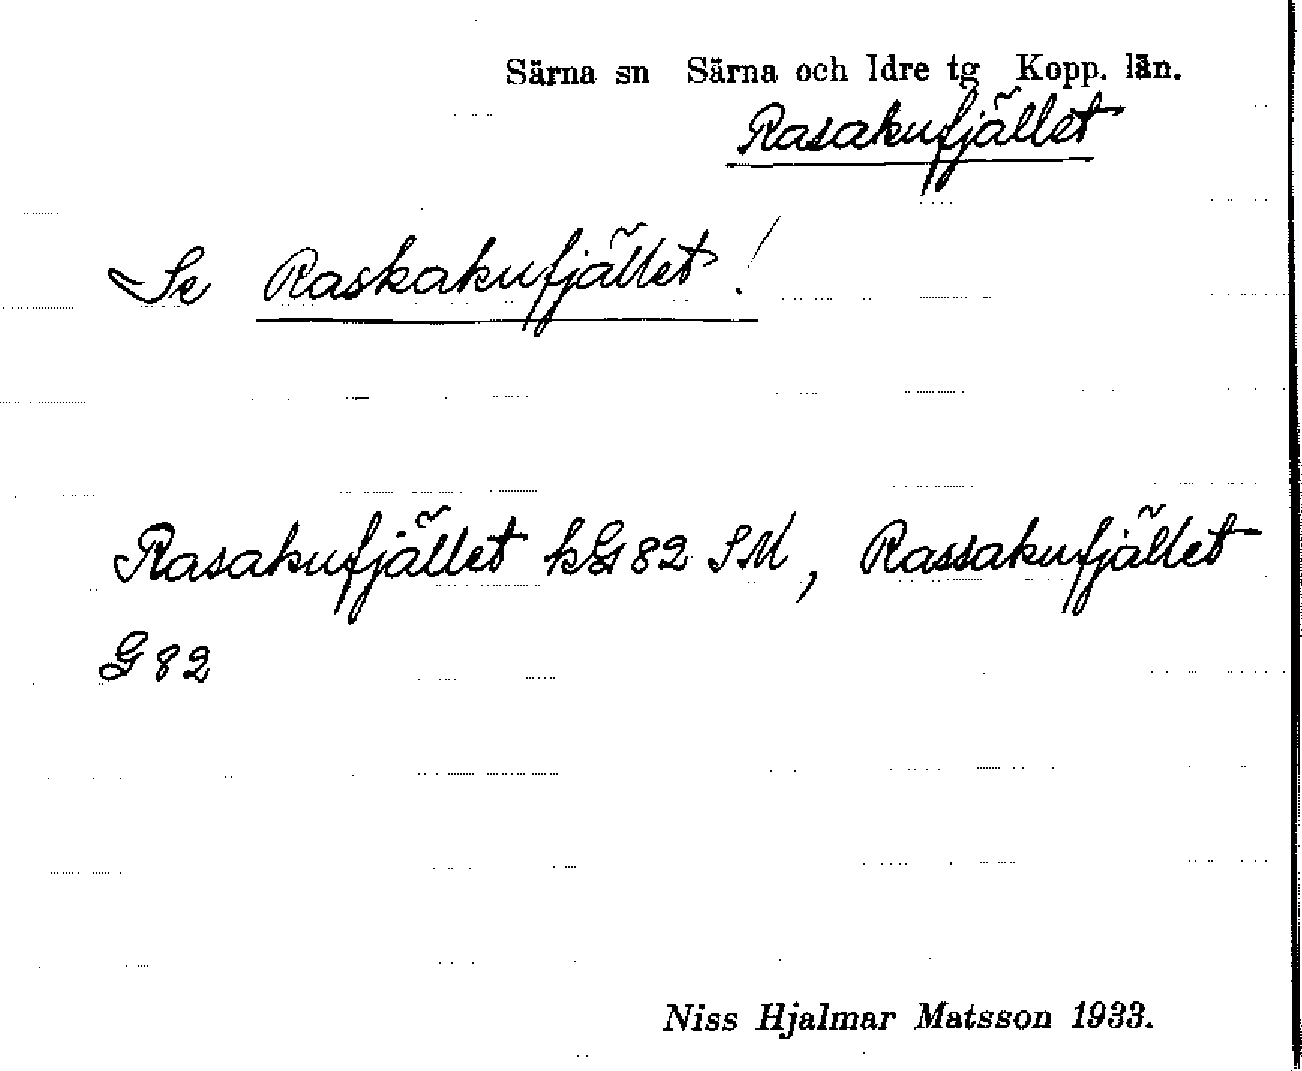 Särna sn Särna och Idre tg Kopp. län.
Rasakufjället
Se Raskakufjället!
Rasakufjället kG82 SM, Rassakufjället
G82
Niss Hjalmar Matsson 1933.